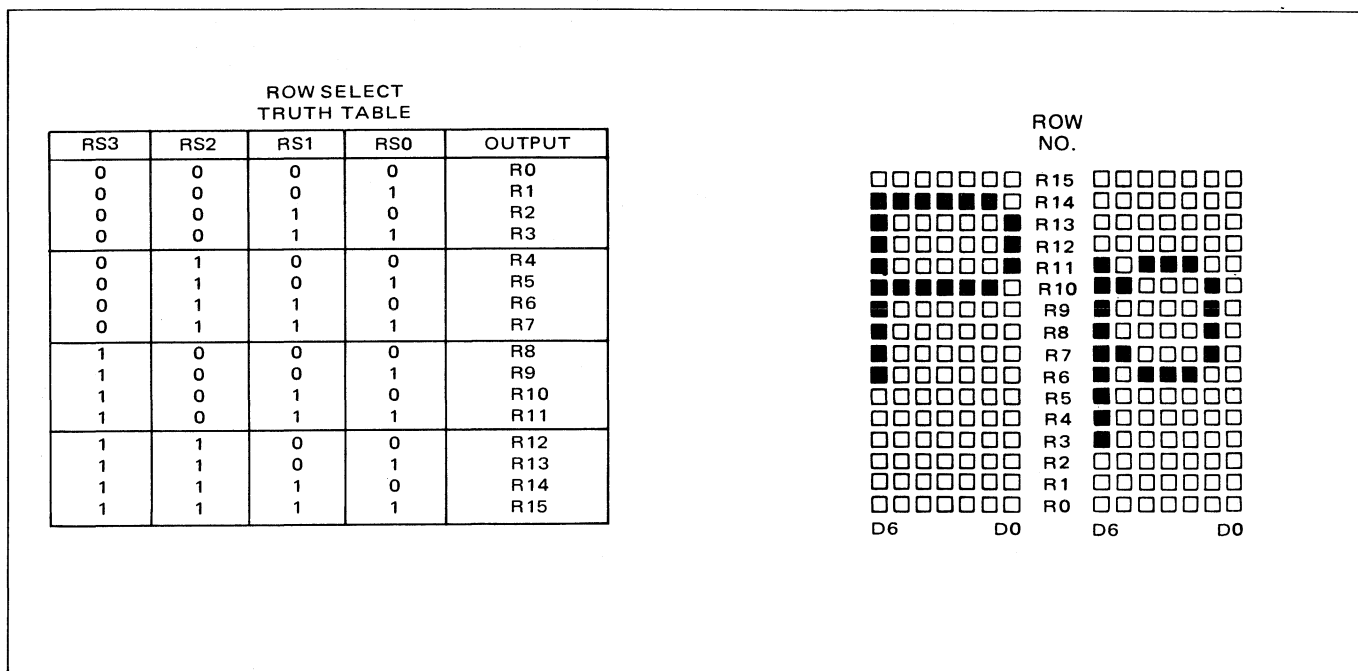 ROW SELECT
TRUTH TABLE
RS3 RS2 RS1 RS0 OUTPUT
0 0 0 0 R0
0 0 0 1 R1
0 0 1 0 R2
0 0 1 1 R3
0 1 0 0 R4
0 1 0 1 R5
0 1 1 0 R6
0 1 1 1 R7
1 0 0 0 R8
1 0 0 1 R9
1 0 1 0 R10
1 0 1 1 R11
1 1 0 0 R12
1 1 0 1 R13
1 1 1 0 R14
1 1 1 1 R15
ROW
NO.
R15
R14
R13
R12
R11
R10
R9
R8
R7
R6
R5
R4
R3
R2
R1
R0
D6 D0 D6 D0